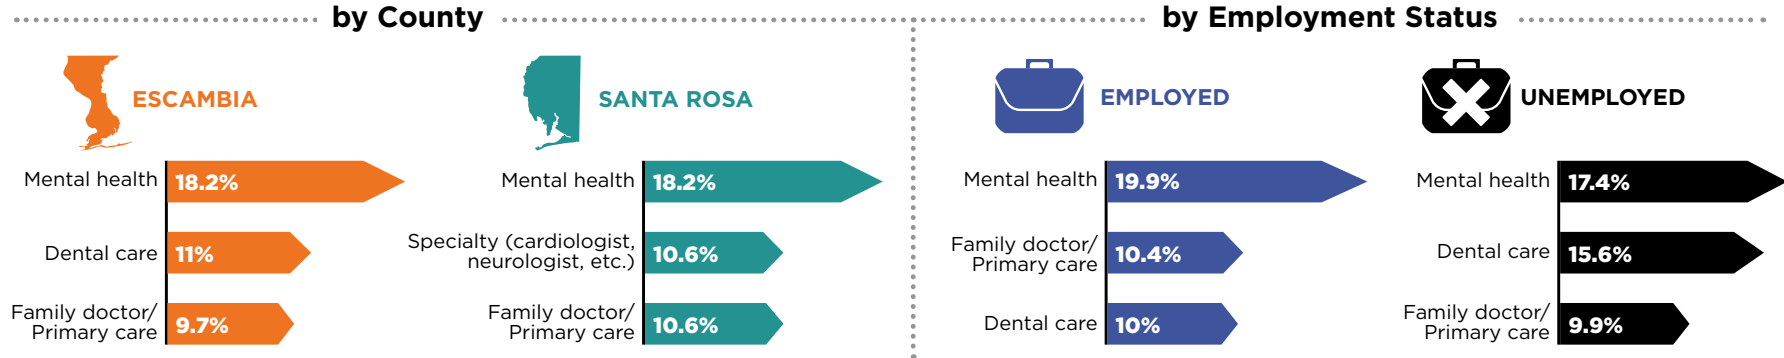 by County
ESCAMBIA
Mental health 18.2%
Dental care 11%
Family doctor/
Primary care 9.7%
SANTA ROSA
Mental health 18.2%
Specialty (cardiologist,
neurologist, etc.) 10.6%
Family doctor/
Primary care 10.6%
by Employment Status
EMPLOYED
Mental health 19.9%
Family doctor/
Primary care 10.4%
Dental care 10%
UNEMPLOYED
Mental health 17.4%
Dental care 15.6%
Family doctor/
Primary care 9.9%